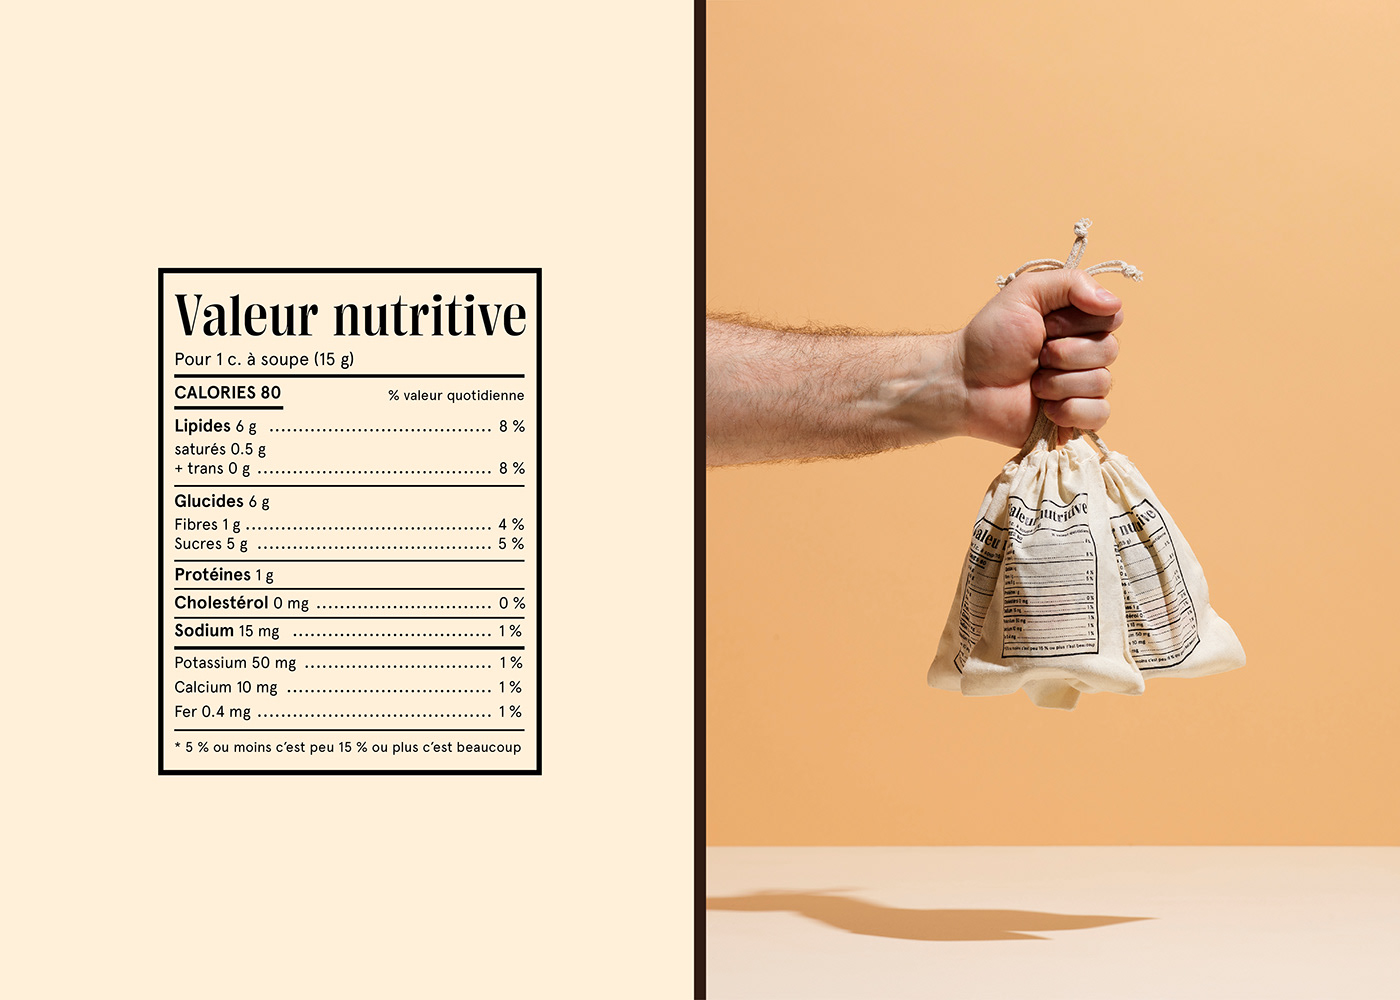 Valeur nutritive
Pour 1 c. à soupe (15 g)
CALORIES 80 % valeur quotidienne
Lipides 6 g ........................................ 8 %
saturés 0.5 g
+ trans 0 g .......................................... 8 %
Glucides 6 g
Fibres 1 g ............................................ 4 %
Sucres 5 g .......................................... 5 %
Protéines 1 g
Cholestérol 0 mg ................................ 0 %
Sodium 15 mg .................................... 1 %
Potassium 50 mg .................................. 1 %
Calcium 10 mg ..................................... 1 %
Fer 0.4 mg .......................................... 1 %
* 5 % ou moins c’est peu 15 % ou plus c’est beaucoup
Valeur nutritive